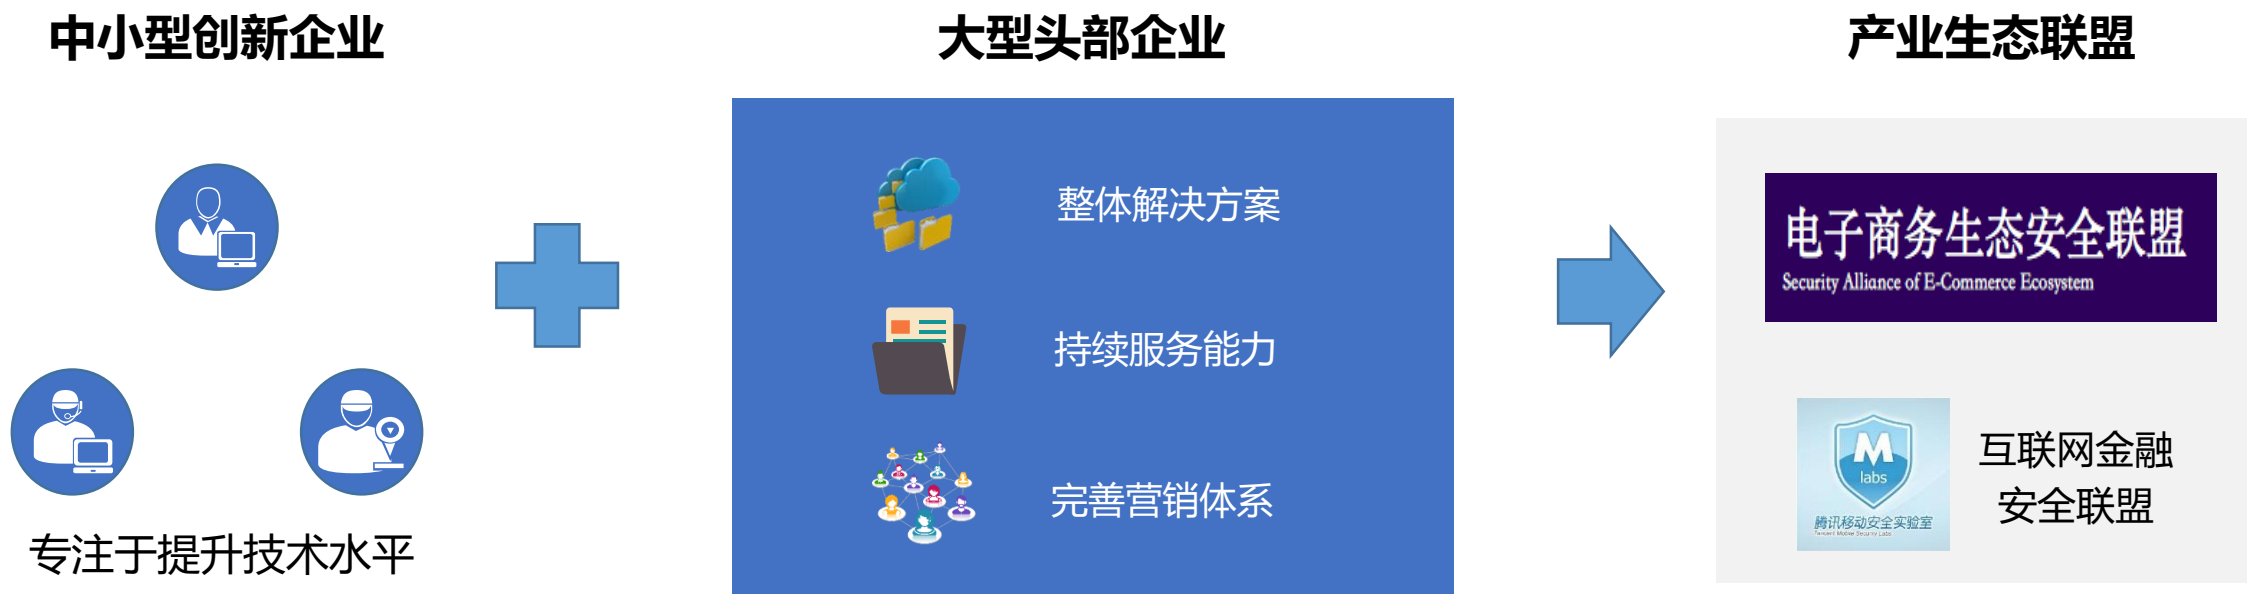 中小型创新企业
大型头部企业
产业生态联盟
专注于提升技术水平
整体解决方案
持续服务能力
完善营销体系
电子商务生态安全联盟
Security Alliance of E-Commerce Ecosystem
M
labs
腾讯移动安全实验室
Tencent Mobile Security Labs
互联网金融
安全联盟